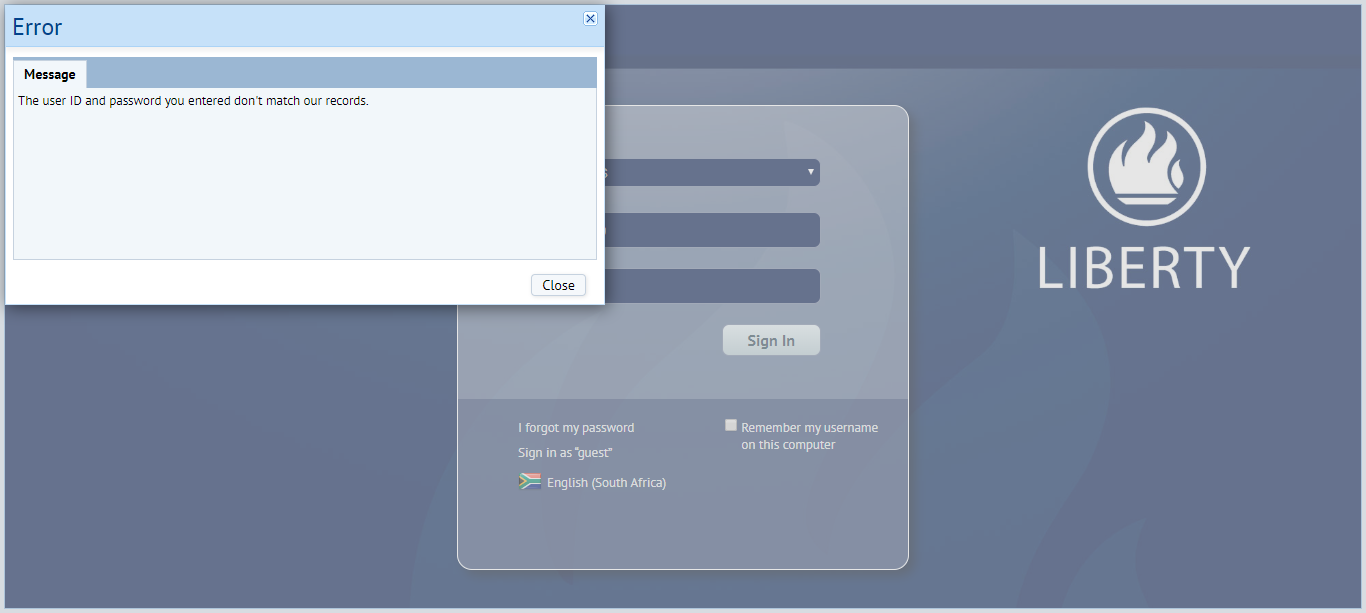 Error
Message
The user ID and password you entered don't match our records.
Close
LIBERTY
Sign In
I forgot my password
Remember my username
on this computer
Sign in as "guest"
English (South Africa)